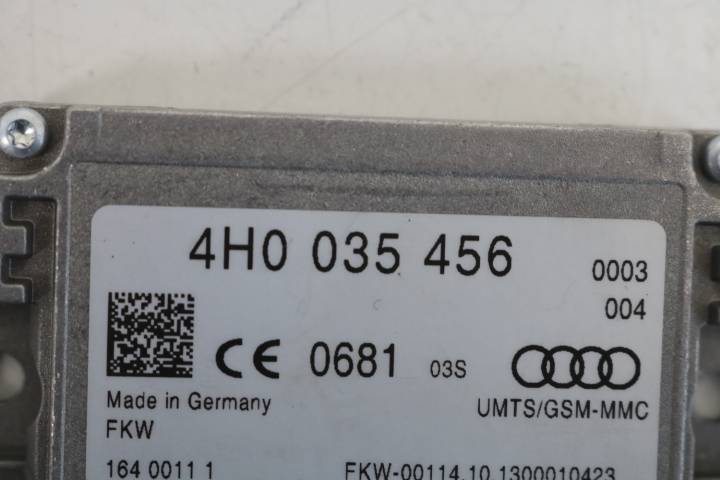 4H0 035 456 0003
004
CE 0681 03S
Made in Germany UMTS/GSM-MMC
FKW
164 0011 1 FKW-00114.10 1300010423